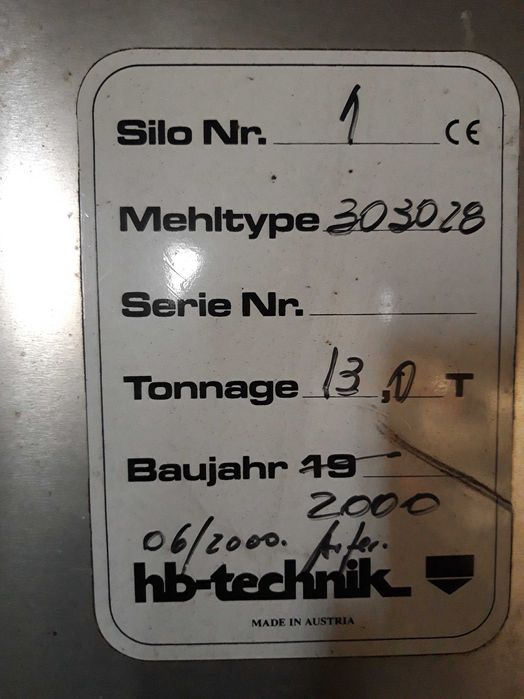 Silo Nr. 1 CE
Mehltype 303028
Serie Nr.
Tonnage 13,0 T
Baujahr 19
2000
06/2000.
hb-technik
MADE IN AUSTRIA